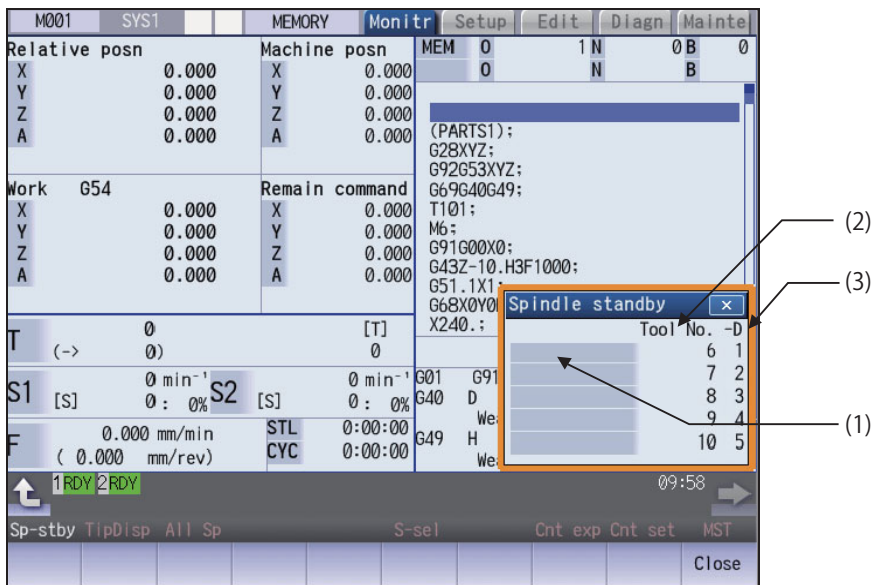 M001 SYS1 MEMORY Monitr Setup Edit Diagn Mainte
Relative posn
X 0.000
Y 0.000
Z 0.000
A 0.000
Machine posn
X 0.000
Y 0.000
Z 0.000
A 0.000
Work G54
X 0.000
Y 0.000
Z 0.000
A 0.000
Remain command
X 0.000
Y 0.000
Z 0.000
A 0.000
T 0 [T]
(-> 0) 0
S1 0 min⁻¹
[S] 0 : 0%
S2 0 min⁻¹
[S] 0 : 0%
F 0.000 mm/min
( 0.000 mm/rev)
STL 0:00:00
CYC 0:00:00
MEM O 1 N 0 B 0
O N B
(PARTS1);
G28XYZ;
G92G53XYZ;
G69G40G49;
T101;
M6;
G91G00X0;
G43Z-10.H3F1000;
G51.1X1
G68X0Y0
X240.;
G01 G91
G40 D
We
G49 H
We
Spindle standby ×
Tool No. -D
6 1
7 2
8 3
9 4
10 5
(2)
(3)
(1)
1 RDY 2 RDY 09:58
Sp-stby TipDisp All Sp S-sel Cnt exp Cnt set MST
Close